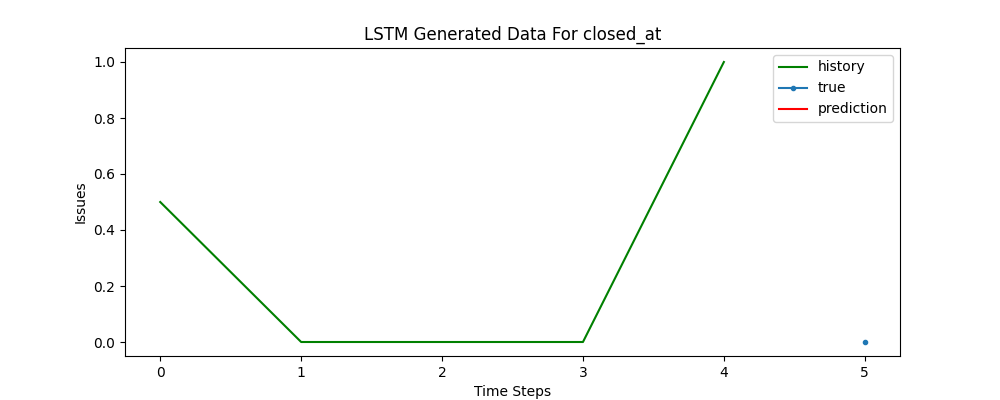 LSTM Generated Data For closed_at
1.0
0.8
0.6
0.4
0.2
0.0
Issues
history
true
prediction
0 1 2 3 4 5
Time Steps